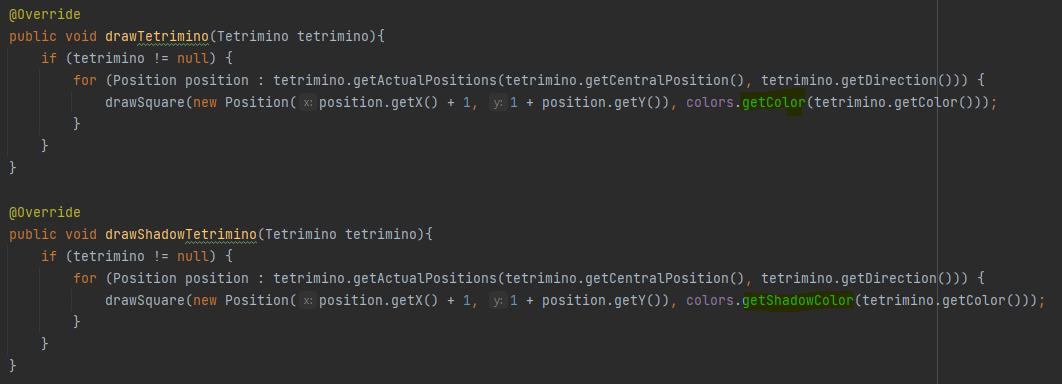 @Override
public void drawTetrimino(Tetrimino tetrimino){
    if (tetrimino != null) {
        for (Position position : tetrimino.getActualPositions(tetrimino.getCentralPosition(), tetrimino.getDirection())) {
            drawSquare(new Position( x: position.getX() + 1, y: 1 + position.getY()), colors.getColor(tetrimino.getColor()));
        }
    }
}
@Override
public void drawShadowTetrimino(Tetrimino tetrimino){
    if (tetrimino != null) {
        for (Position position : tetrimino.getActualPositions(tetrimino.getCentralPosition(), tetrimino.getDirection())) {
            drawSquare(new Position( x: position.getX() + 1, y: 1 + position.getY()), colors.getShadowColor(tetrimino.getColor()));
        }
    }
}